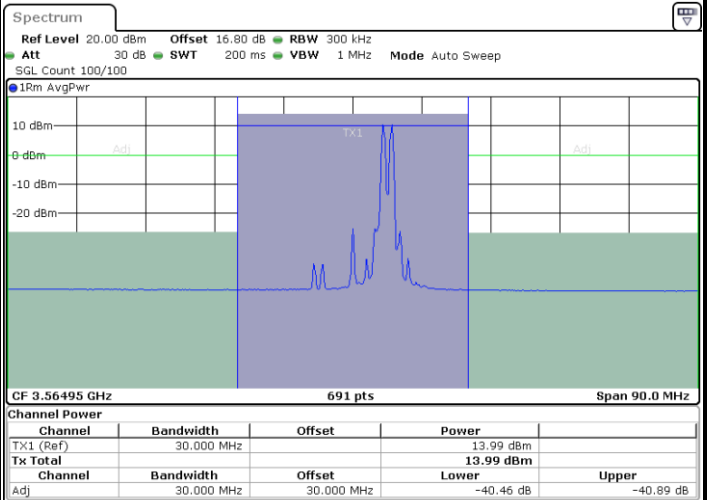 Spectrum
Ref Level 20.00 dBm Offset 16.80 dB RBW 300 kHz
Att 30 dB SWT 200 ms VBW 1 MHz Mode Auto Sweep
SGL Count 100/100
1Rm AvgPwr
10 dBm
TX1
Adj
0 dBm
Adj
-10 dBm
-20 dBm
CF 3.56495 GHz 691 pts Span 90.0 MHz
Channel Power
Channel Bandwidth Offset Power
TX1 (Ref) 30.000 MHz 13.99 dBm
Tx Total 13.99 dBm
Channel Bandwidth Offset Lower Upper
Adj 30.000 MHz 30.000 MHz -40.46 dB -40.89 dB